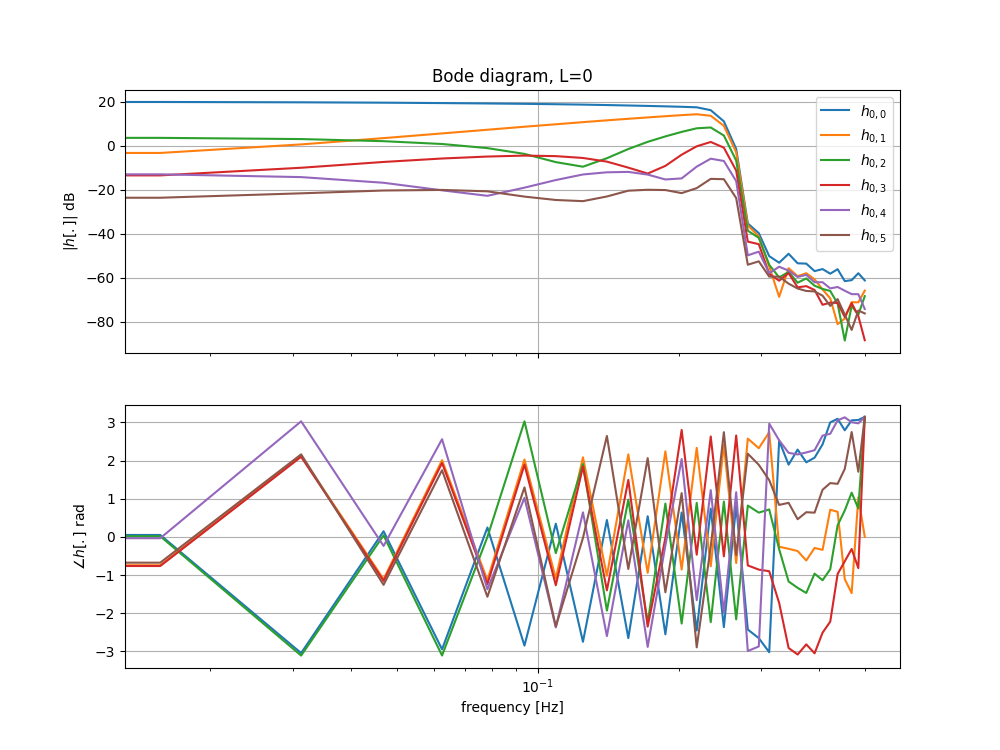 Bode diagram, L=0
|h[.]| dB
20
0
−20
−40
−60
−80
h0,0
h0,1
h0,2
h0,3
h0,4
h0,5
∠h[.] rad
3
2
1
0
−1
−2
−3
10−1
frequency [Hz]